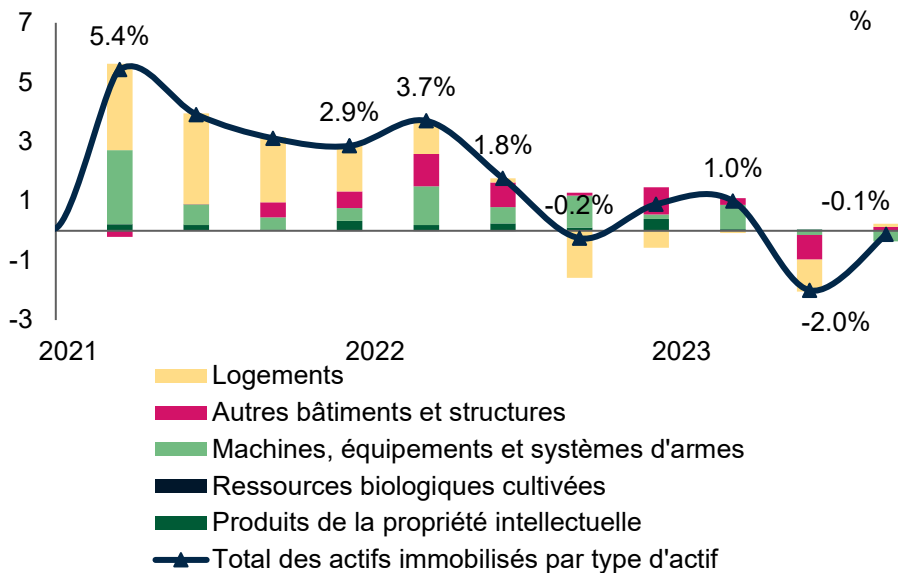 7
%
5.4%
5
3.7%
2.9%
3
1.8%
1.0%
1
-0.2%
-0.1%
-1
-3
-2.0%
2021 2022 2023
Logements
Autres bâtiments et structures
Machines, équipements et systèmes d'armes
Ressources biologiques cultivées
Produits de la propriété intellectuelle
Total des actifs immobilisés par type d'actif